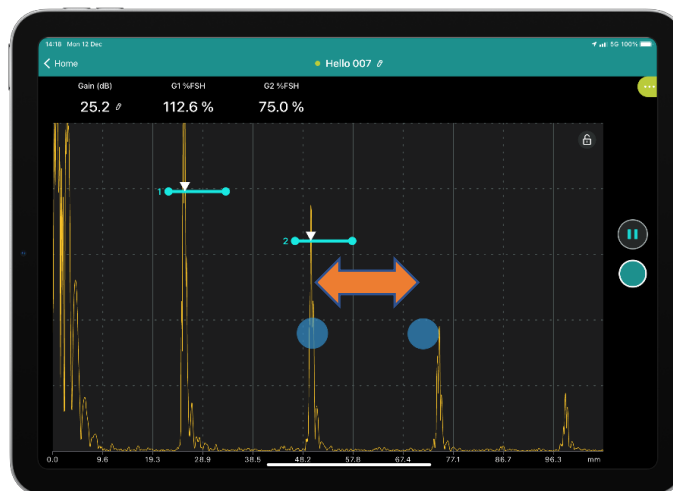 14:18 Mon 12 Dec
5G 100%
Home
Hello 007
Gain (dB) G1 %FSH G2 %FSH
25.2 112.6 % 75.0 %
1
2
0.0 9.6 19.3 28.9 38.5 48.2 57.8 67.4 77.1 86.7 96.3 mm